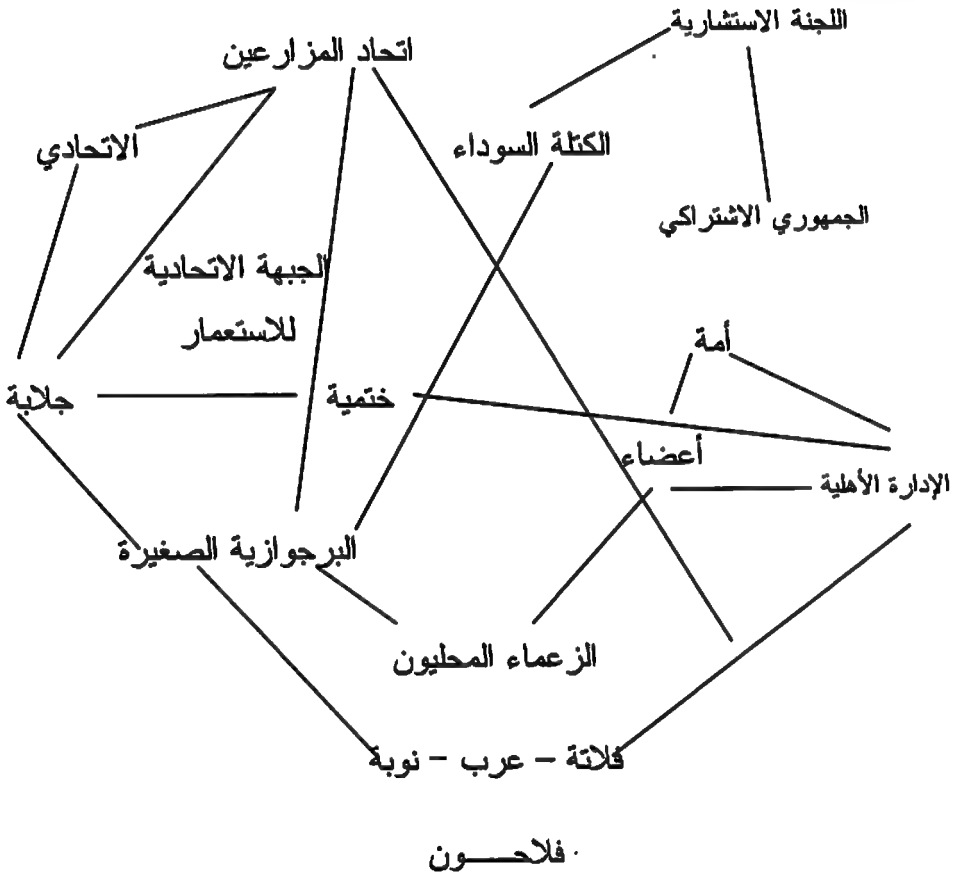 اللجنة الاستشارية
اتحاد المزارعين
الكتلة السوداء
الاتحادي
الجمهوري الاشتراكي
الجبهة الاتحادية
للاستعمار
أمة
ختمية
جلابة
أعضاء
الإدارة الأهلية
البرجوازية الصغيرة
الزعماء المحليون
فلاتة – عرب – نوبة
فلاحـــــون